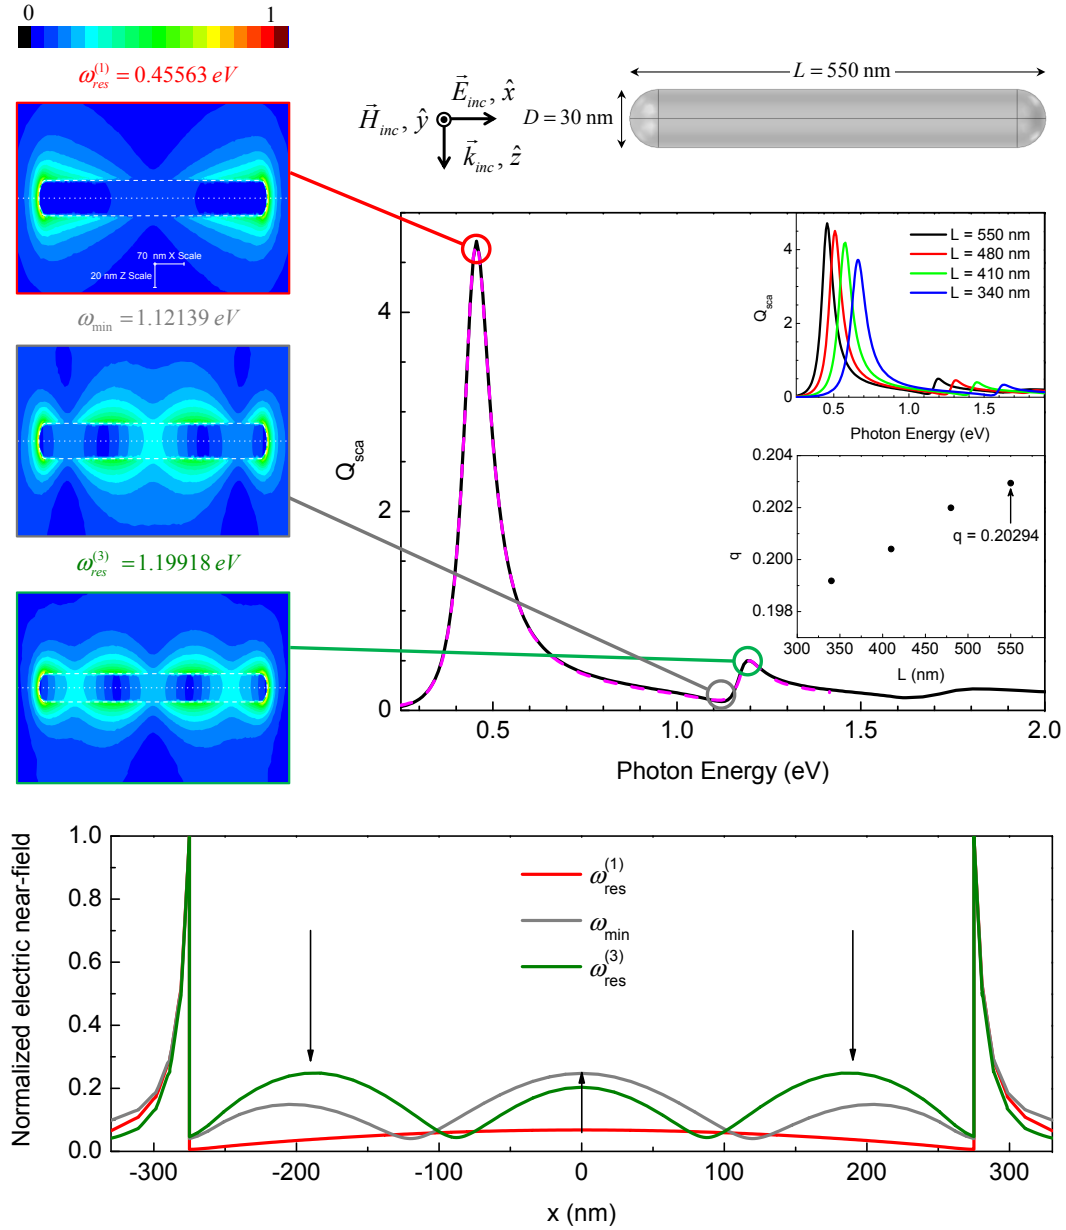 0 1
ω_res^(1) = 0.45563 eV
70 nm X Scale
20 nm Z Scale
ω_min = 1.12139 eV
ω_res^(3) = 1.19918 eV
E⃗_inc, x̂
H⃗_inc, ŷ
k⃗_inc, ẑ
L = 550 nm
D = 30 nm
Q_sca
4
2
0
0.5 1.0 1.5 2.0
Photon Energy (eV)
Q_sca
4
2
0
L = 550 nm
L = 480 nm
L = 410 nm
L = 340 nm
0.5 1.0 1.5
Photon Energy (eV)
q
0.204
0.202
0.200
0.198
q = 0.20294
300 350 400 450 500 550 600
L (nm)
Normalized electric near-field
1.0
0.8
0.6
0.4
0.2
0.0
ω_res^(1)
ω_min
ω_res^(3)
-300 -200 -100 0 100 200 300
x (nm)